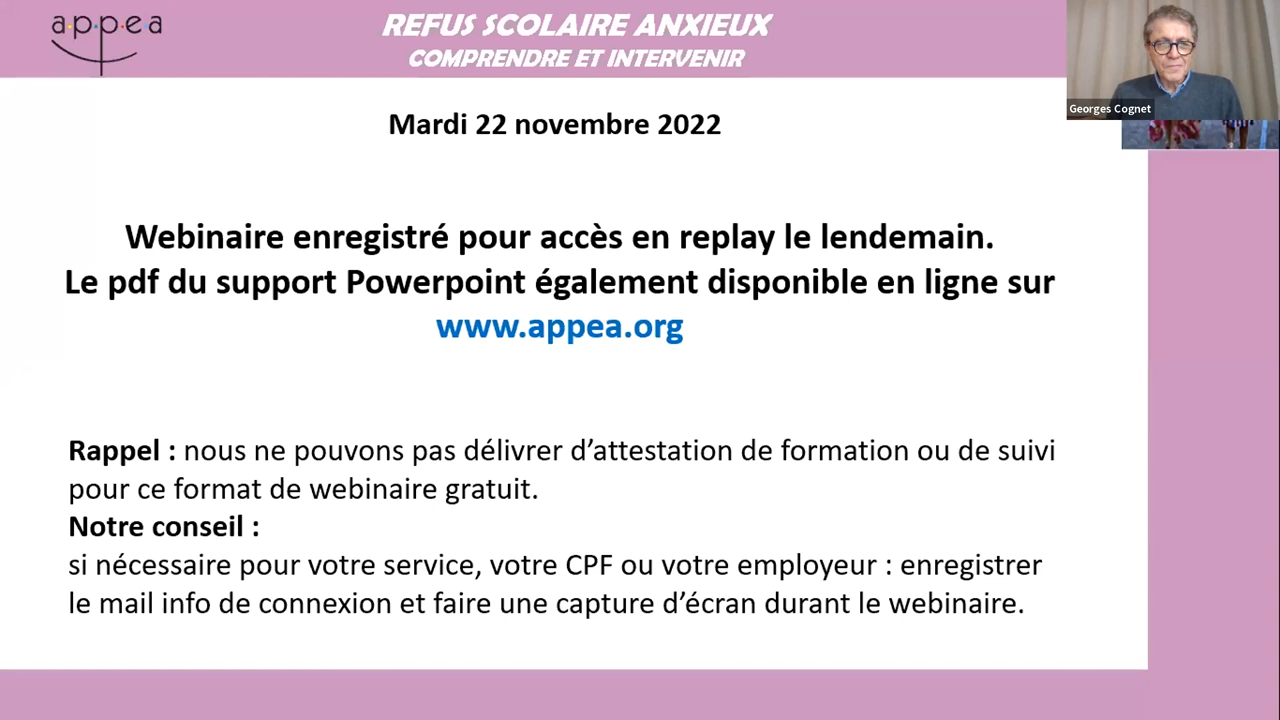 appea
REFUS SCOLAIRE ANXIEUX
COMPRENDRE ET INTERVENIR
Georges Cognet
Mardi 22 novembre 2022
Webinaire enregistré pour accès en replay le lendemain.
Le pdf du support Powerpoint également disponible en ligne sur
www.appea.org
Rappel : nous ne pouvons pas délivrer d’attestation de formation ou de suivi
pour ce format de webinaire gratuit.
Notre conseil :
si nécessaire pour votre service, votre CPF ou votre employeur : enregistrer
le mail info de connexion et faire une capture d’écran durant le webinaire.